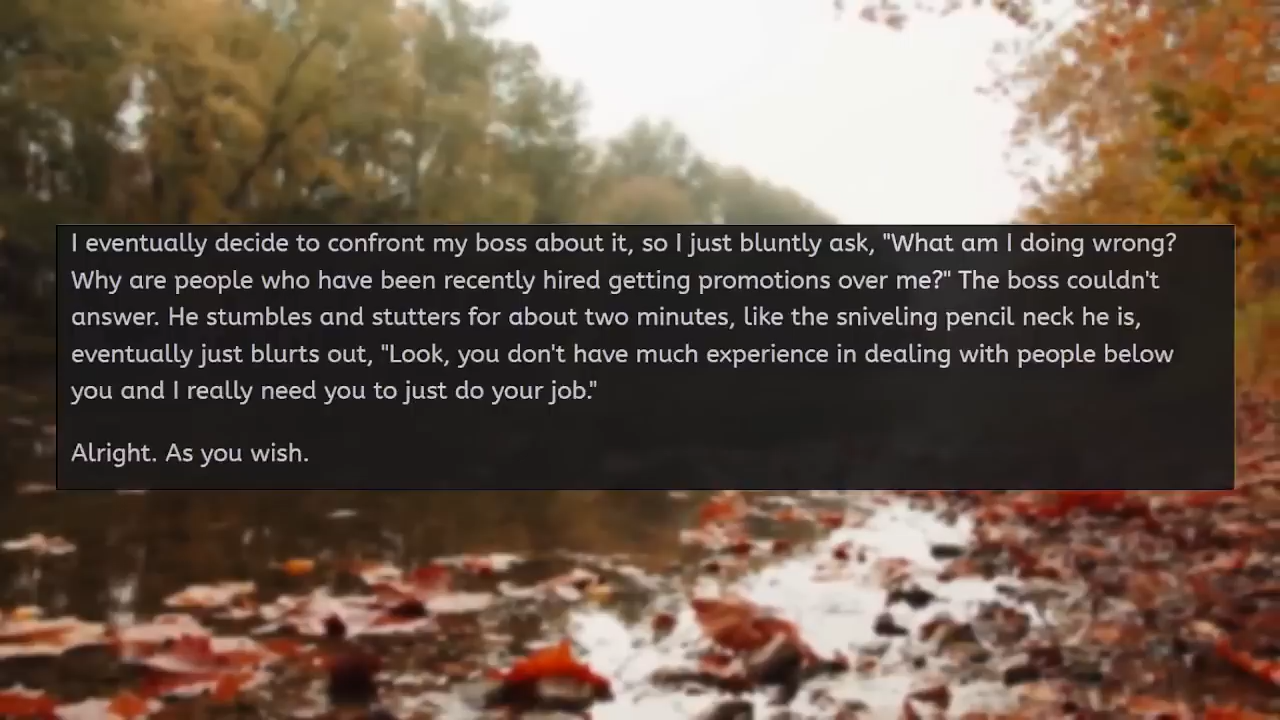 I eventually decide to confront my boss about it, so I just bluntly ask, "What am I doing wrong?
Why are people who have been recently hired getting promotions over me?" The boss couldn't
answer. He stumbles and stutters for about two minutes, like the sniveling pencil neck he is,
eventually just blurts out, "Look, you don't have much experience in dealing with people below
you and I really need you to just do your job."
Alright. As you wish.